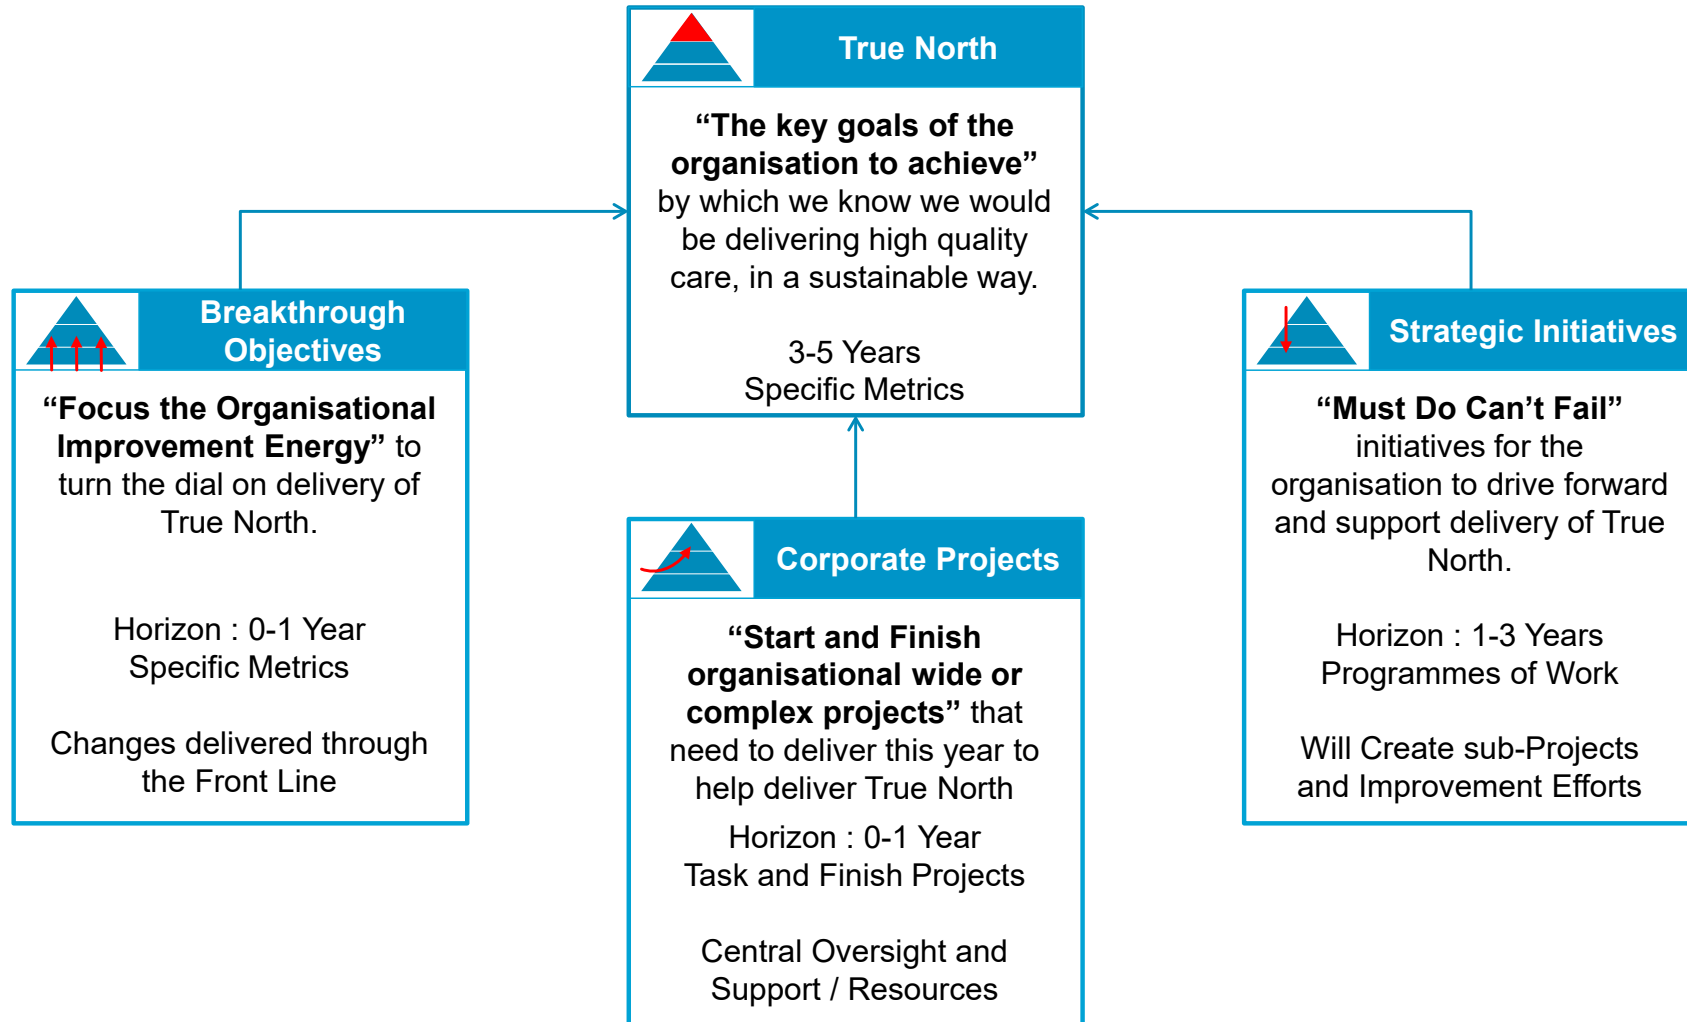 True North
“The key goals of the
organisation to achieve”
by which we know we would
be delivering high quality
care, in a sustainable way.
3-5 Years
Specific Metrics
Breakthrough
Objectives
“Focus the Organisational
Improvement Energy” to
turn the dial on delivery of
True North.
Horizon : 0-1 Year
Specific Metrics
Changes delivered through
the Front Line
Corporate Projects
“Start and Finish
organisational wide or
complex projects” that
need to deliver this year to
help deliver True North
Horizon : 0-1 Year
Task and Finish Projects
Central Oversight and
Support / Resources
Strategic Initiatives
“Must Do Can’t Fail”
initiatives for the
organisation to drive forward
and support delivery of True
North.
Horizon : 1-3 Years
Programmes of Work
Will Create sub-Projects
and Improvement Efforts